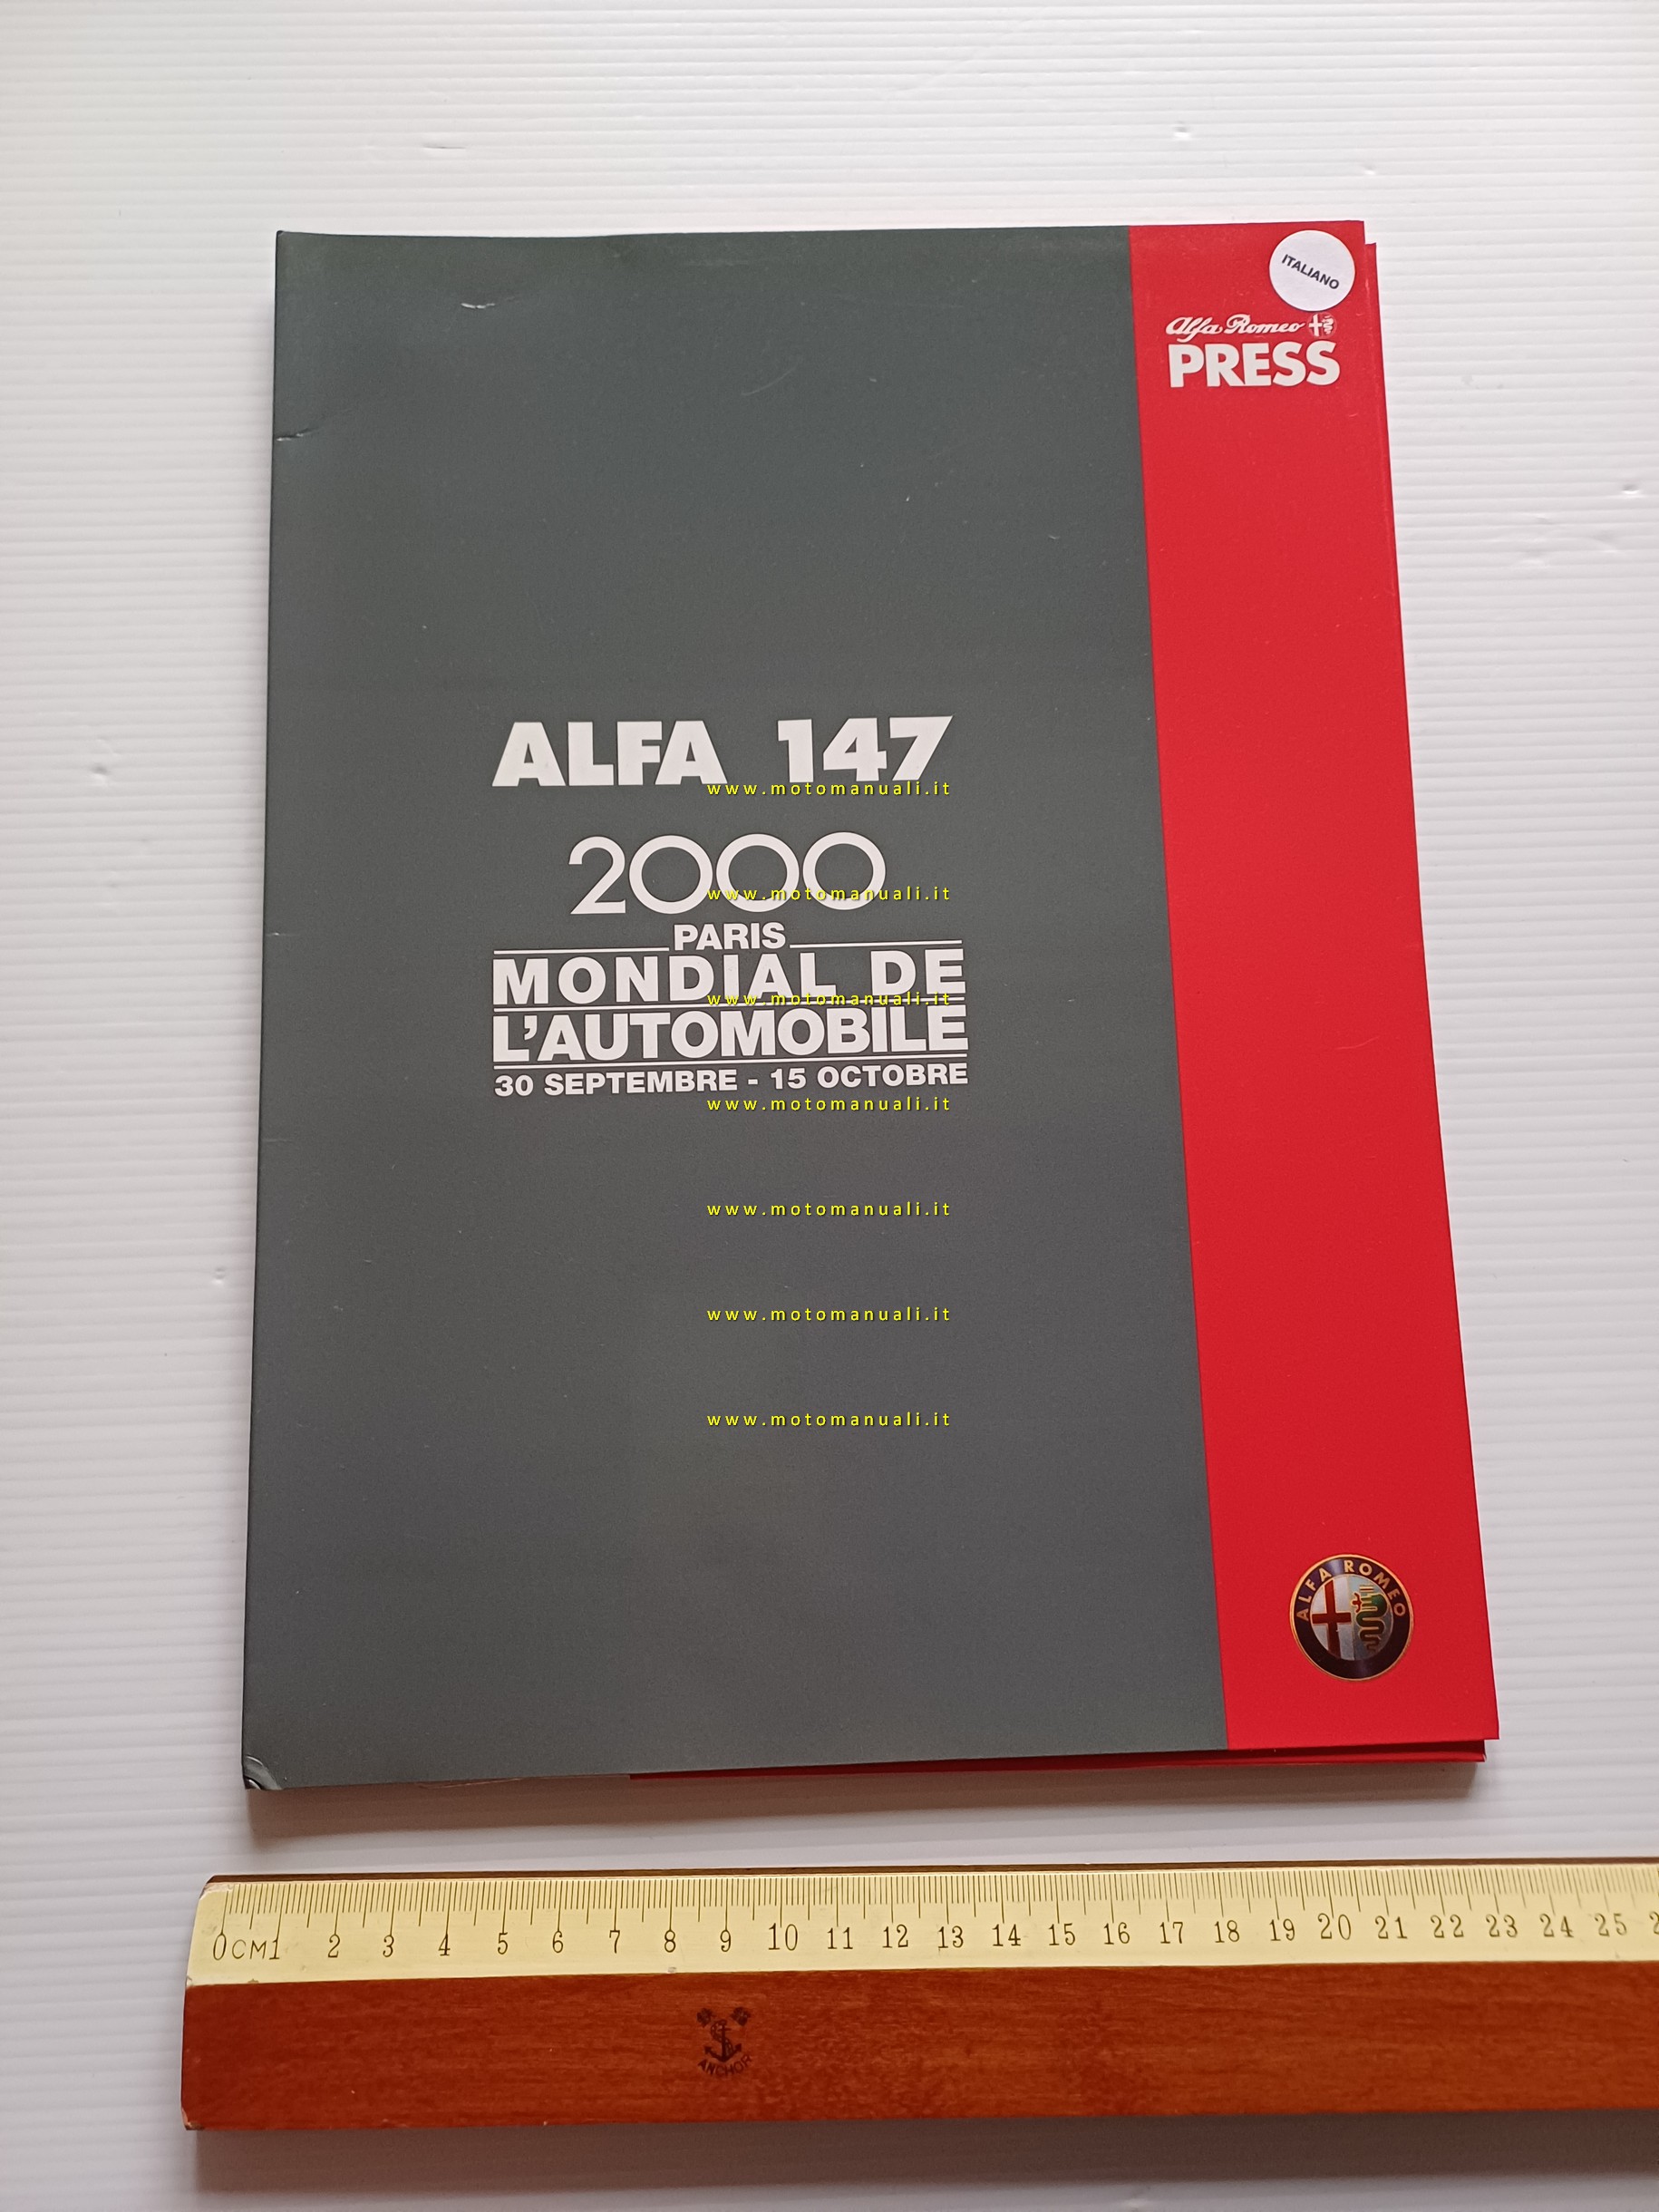 ITALIANO
Alfa Romeo
PRESS
ALFA 147
www.motomanuali.it
2000
www.motomanuali.it
PARIS
MONDIAL DE
www.motomanuali.it
L'AUTOMOBILE
30 SEPTEMBRE - 15 OCTOBRE
www.motomanuali.it
www.motomanuali.it
www.motomanuali.it
www.motomanuali.it
ALFA ROMEO
0CM1 2 3 4 5 6 7 8 9 10 11 12 13 14 15 16 17 18 19 20 21 22 23 24 25
ANCHOR